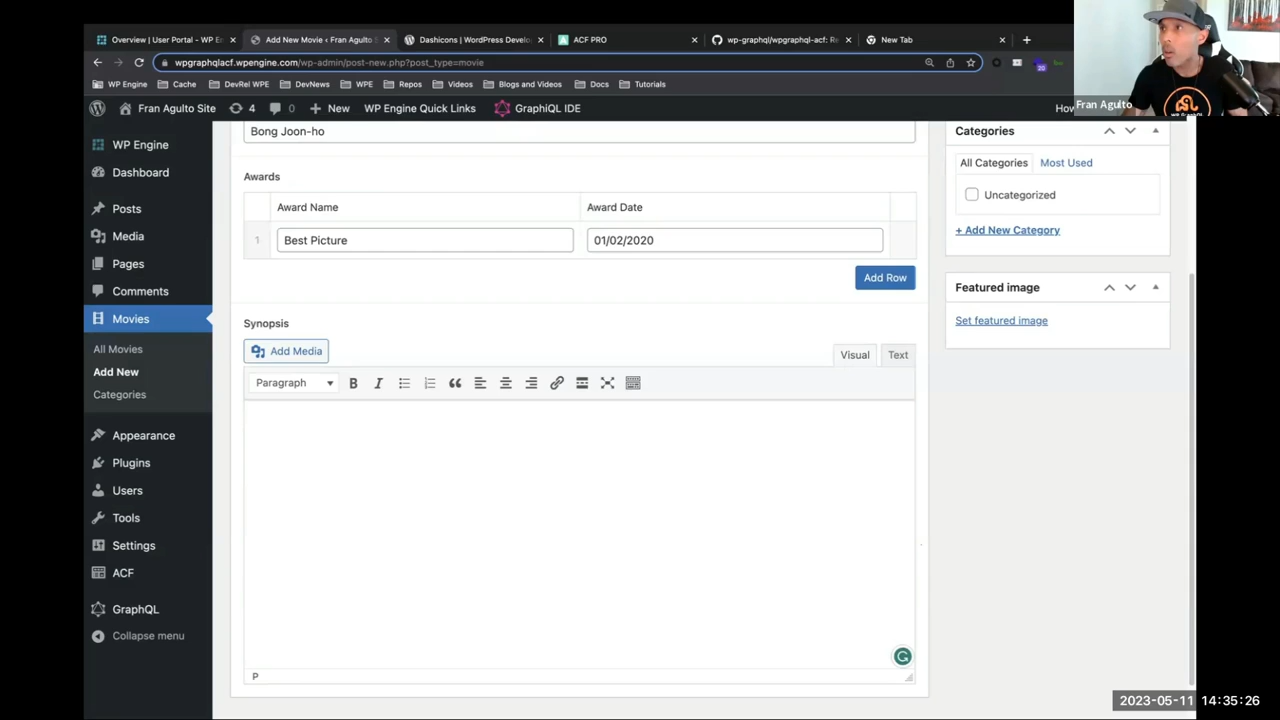 Overview | User Portal - WP E
Add New Movie ‹ Fran Agulto S
Dashicons | WordPress Develo
ACF PRO
wp-graphql/wpgraphql-acf: Re
New Tab
wpgraphqlacf.wpengine.com/wp-admin/post-new.php?post_type=movie
20
WP Engine
Cache
DevRel WPE
DevNews
WPE
Repos
Videos
Blogs and Videos
Docs
Tutorials
Fran Agulto Site
4
0
New
WP Engine Quick Links
GraphiQL IDE
How
Fran Agulto
WP Engine
Dashboard
Posts
Media
Pages
Comments
Movies
All Movies
Add New
Categories
Appearance
Plugins
Users
Tools
Settings
ACF
GraphQL
Collapse menu
Bong Joon-ho
Awards
Award Name
Award Date
1
Best Picture
01/02/2020
Add Row
Synopsis
Add Media
Visual
Text
Paragraph
B
I
P
Categories
All Categories
Most Used
Uncategorized
+ Add New Category
Featured image
Set featured image
2023-05-11 14:35:26